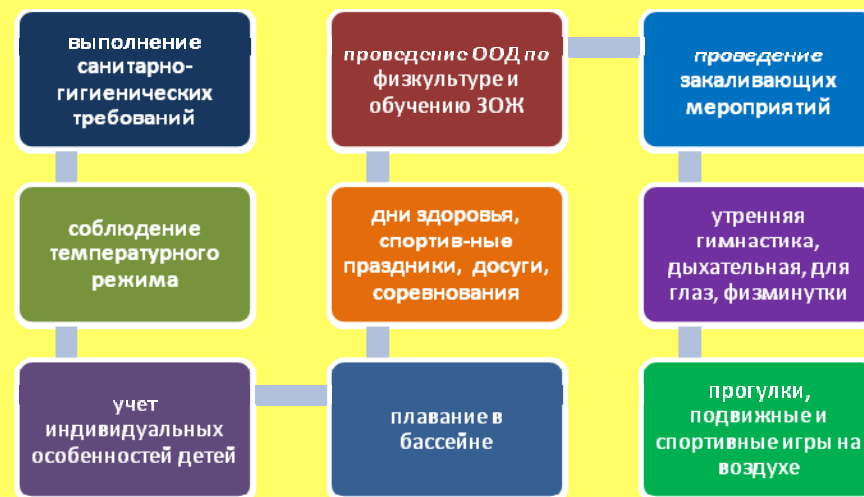 выполнение
санитарно-
гигиенических
требований
соблюдение
температурного
режима
учет
индивидуальных
особенностей детей
плавание в
бассейне
дни здоровья,
спортив-ные
праздники, досуги,
соревнования
проведение ООД по
физкультуре и
обучению ЗОЖ
проведение
закаливающих
мероприятий
утренняя
гимнастика,
дыхательная, для
глаз, физминутки
прогулки,
подвижные и
спортивные игры на
воздухе